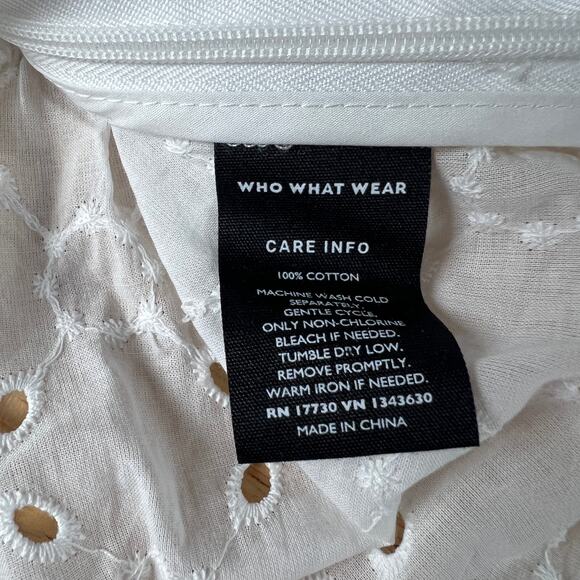 WHO WHAT WEAR
CARE INFO
100% COTTON
MACHINE WASH COLD
SEPARATELY.
GENTLE CYCLE.
ONLY NON-CHLORINE
BLEACH IF NEEDED.
TUMBLE DRY LOW.
REMOVE PROMPTLY.
WARM IRON IF NEEDED.
RN 17730 VN 1343630
MADE IN CHINA